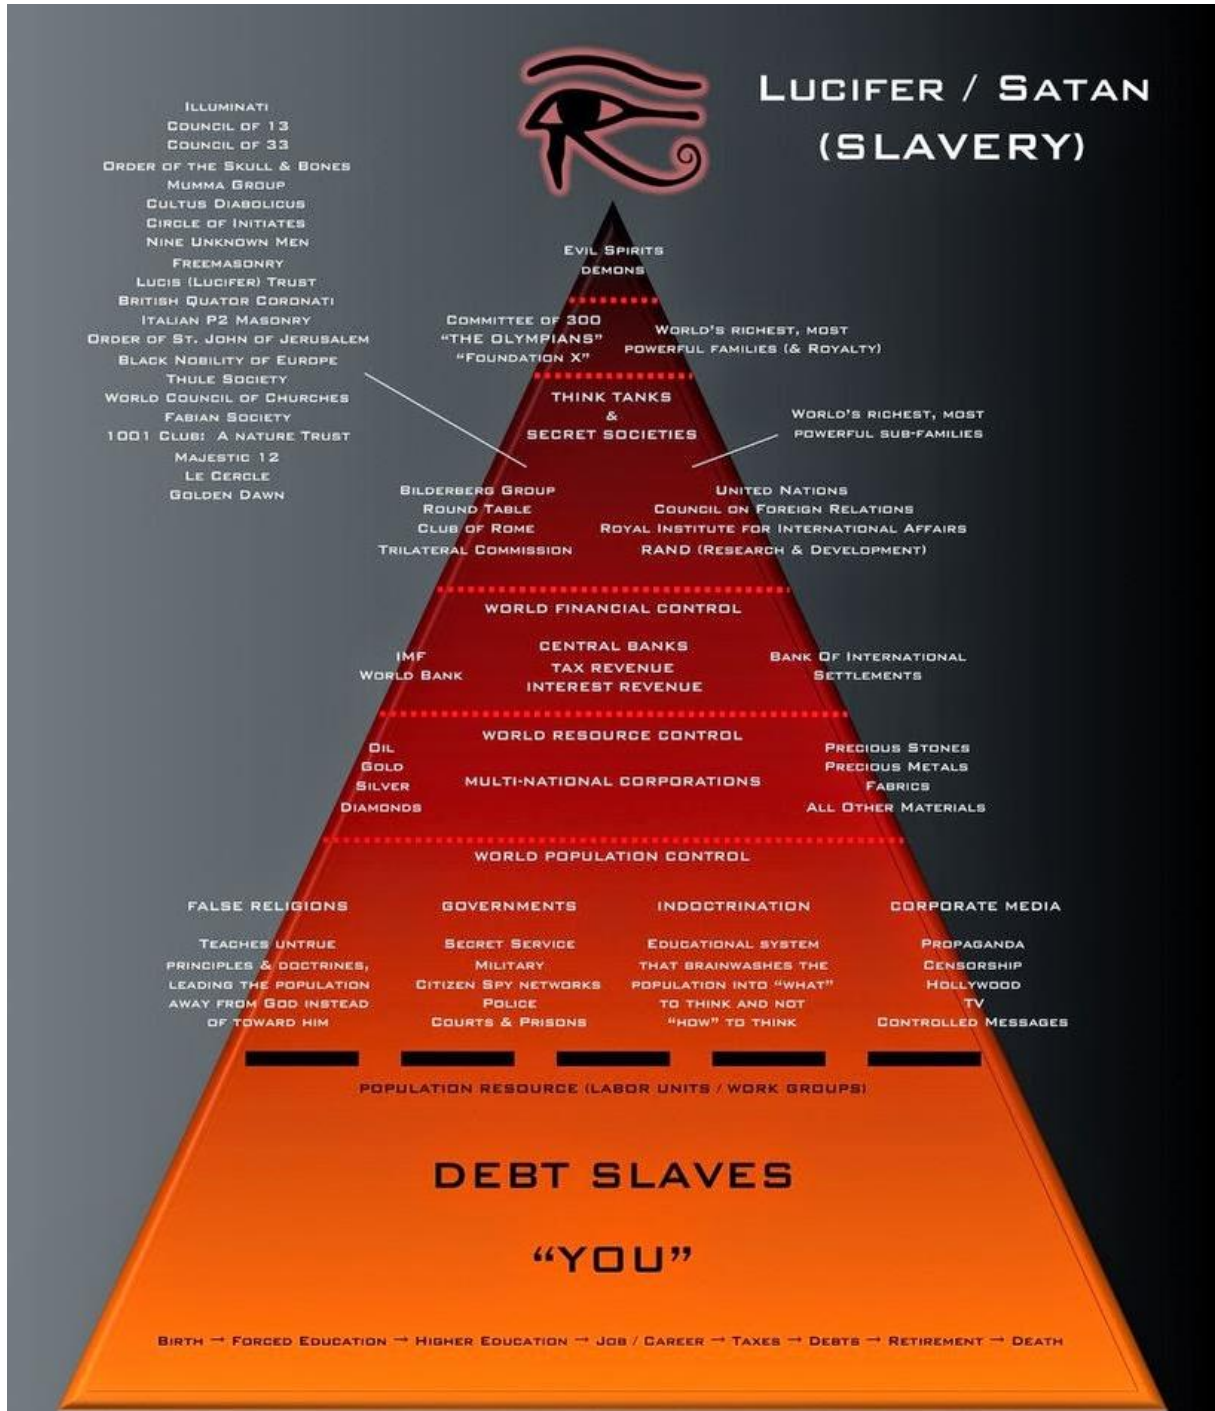 Lucifer / Satan
(SLAVERY)
Illuminati
Council of 13
Council of 33
Order of the Skull & Bones
Mumma Group
Cultus Diabolicus
Circle of Initiates
Nine Unknown Men
Freemasonry
Lucis (Lucifer) Trust
British Quator Coronati
Italian P2 Masonry
Order of St. John of Jerusalem
Black Nobility of Europe
Thule Society
World Council of Churches
Fabian Society
1001 Club: A nature Trust
Majestic 12
Le Cercle
Golden Dawn
Evil Spirits
demons
Committee of 300
"THE OLYMPIANS"
"Foundation X"
World's richest, most
powerful families (& Royalty)
THINK TANKS
&
SECRET SOCIETIES
World's richest, most
powerful sub-families
Bilderberg Group
Round Table
Club of Rome
Trilateral Commission
United Nations
Council on Foreign Relations
Royal Institute for International Affairs
RAND (Research & Development)
WORLD FINANCIAL CONTROL
IMF
World Bank
CENTRAL BANKS
TAX REVENUE
INTEREST REVENUE
Bank Of International
Settlements
WORLD RESOURCE CONTROL
Oil
Gold
Silver
Diamonds
MULTI-NATIONAL CORPORATIONS
Precious Stones
Precious Metals
Fabrics
All Other Materials
WORLD POPULATION CONTROL
FALSE RELIGIONS
Teaches untrue
principles & doctrines,
leading the population
away from God instead
of toward him
GOVERNMENTS
Secret Service
Military
Citizen Spy networks
Police
Courts & Prisons
INDOCTRINATION
Educational system
that brainwashes the
population into "what"
to think and not
"how" to think
CORPORATE MEDIA
Propaganda
Censorship
Hollywood
TV
Controlled Messages
POPULATION RESOURCE (LABOR UNITS / WORK GROUPS)
DEBT SLAVES
"YOU"
Birth → Forced Education → Higher Education → Job / Career → Taxes → Debts → Retirement → Death